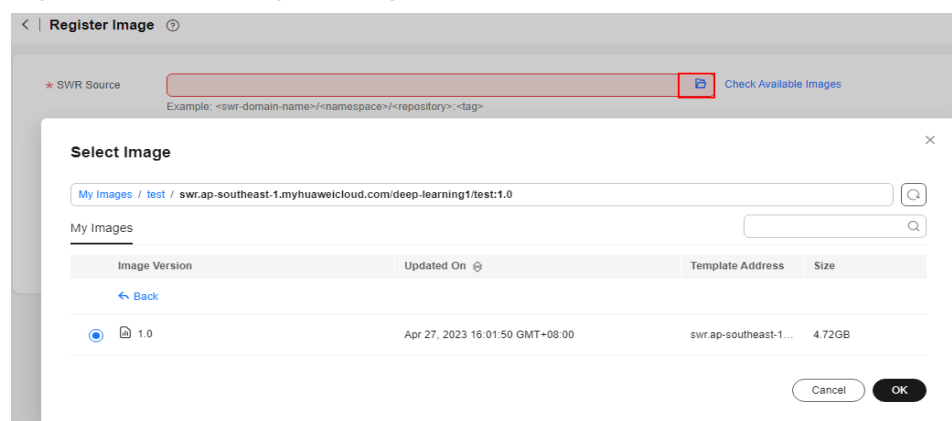 Register Image
* SWR Source
Check Available Images
Example: <swr-domain-name>/<namespace>/<repository>:<tag>
Select Image
My Images / test / swr.ap-southeast-1.myhuaweicloud.com/deep-learning1/test:1.0
My Images
Image Version Updated On Template Address Size
Back
1.0 Apr 27, 2023 16:01:50 GMT+08:00 swr.ap-southeast-1... 4.72GB
Cancel OK